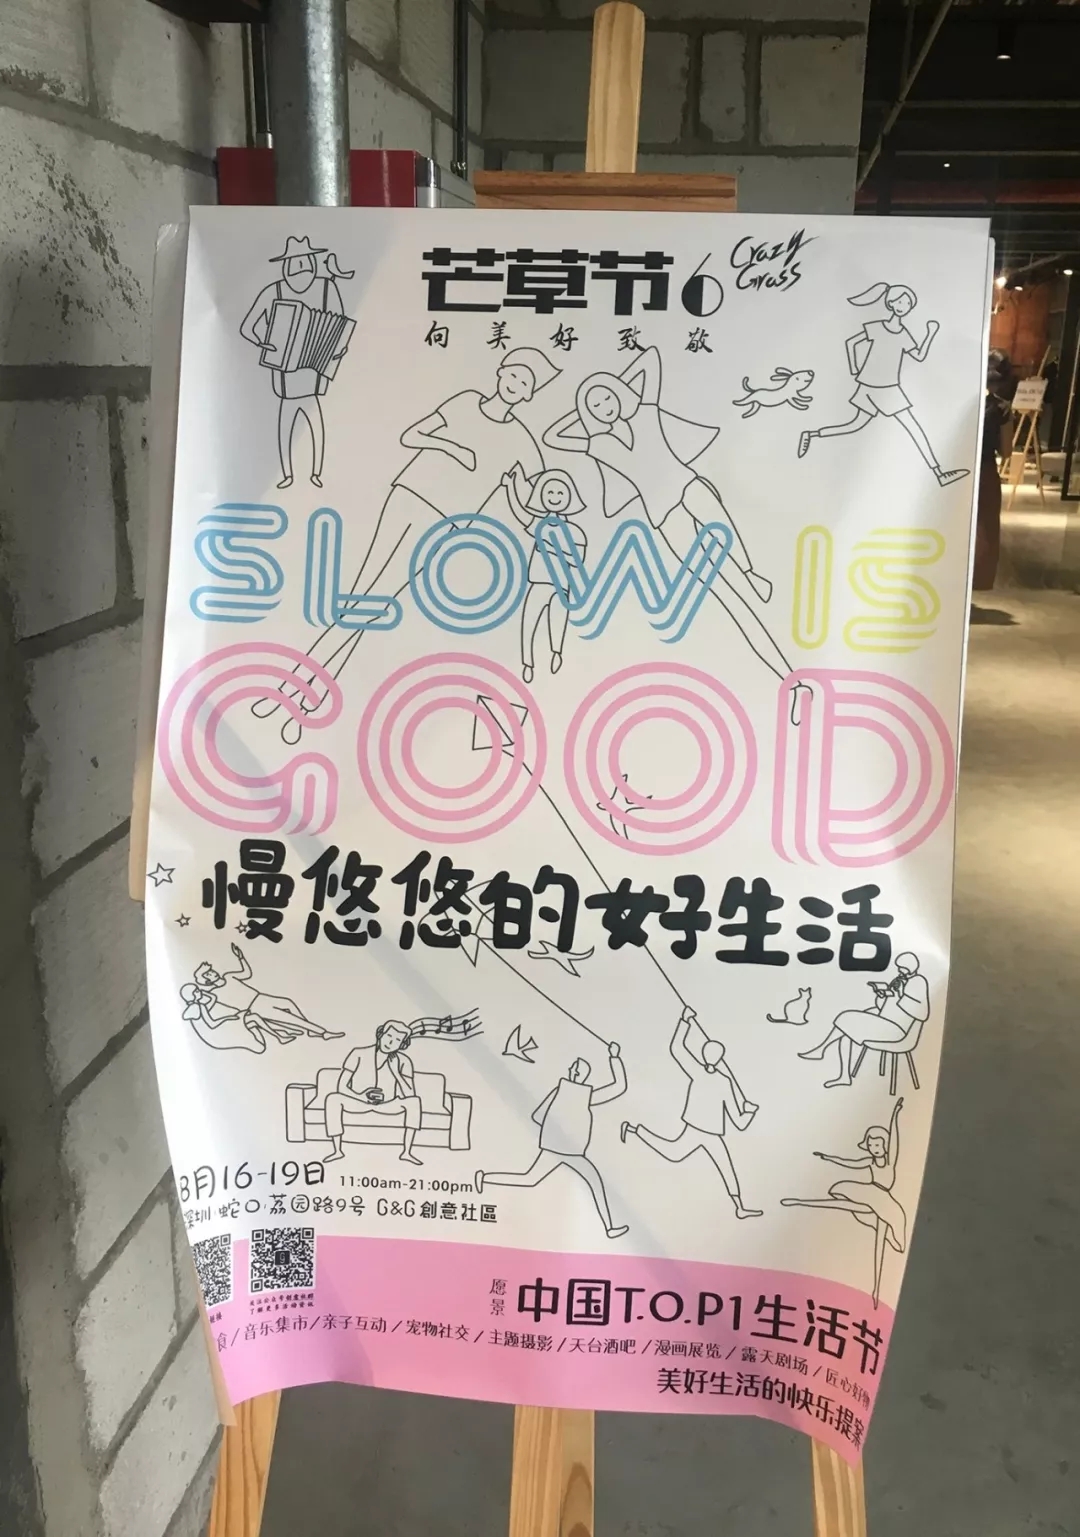 芒草节6
Crazy
Grass
向美好致敬
SLOW IS
GOOD
慢悠悠的好生活
8月16-19日 11:00am-21:00pm
深圳·蛇口·荔园路9号 G&G創意社區
愿景
中国T.O.P1生活节
食/音乐集市/亲子互动/宠物社交/主题摄影/天台酒吧/漫画展览/露天剧场/匠心好物
美好生活的快乐提案